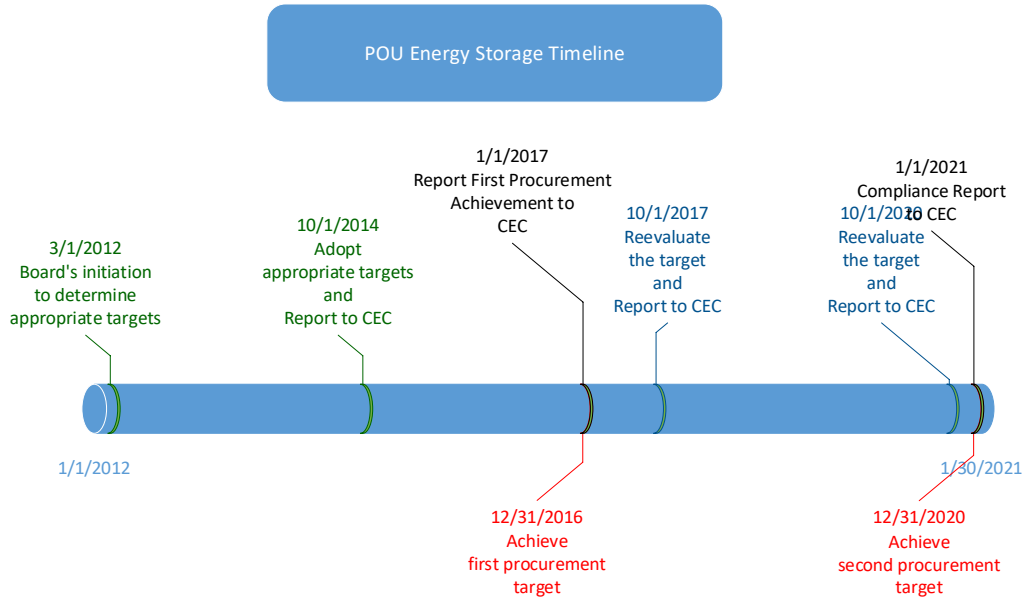 POU Energy Storage Timeline
1/1/2017
Report First Procurement
Achievement to
CEC
1/1/2021
Compliance Report
to CEC
3/1/2012
Board's initiation
to determine
appropriate targets
10/1/2014
Adopt
appropriate targets
and
Report to CEC
10/1/2017
Reevaluate
the target
and
Report to CEC
10/1/2020
Reevaluate
the target
and
Report to CEC
1/1/2012
1/30/2021
12/31/2016
Achieve
first procurement
target
12/31/2020
Achieve
second procurement
target